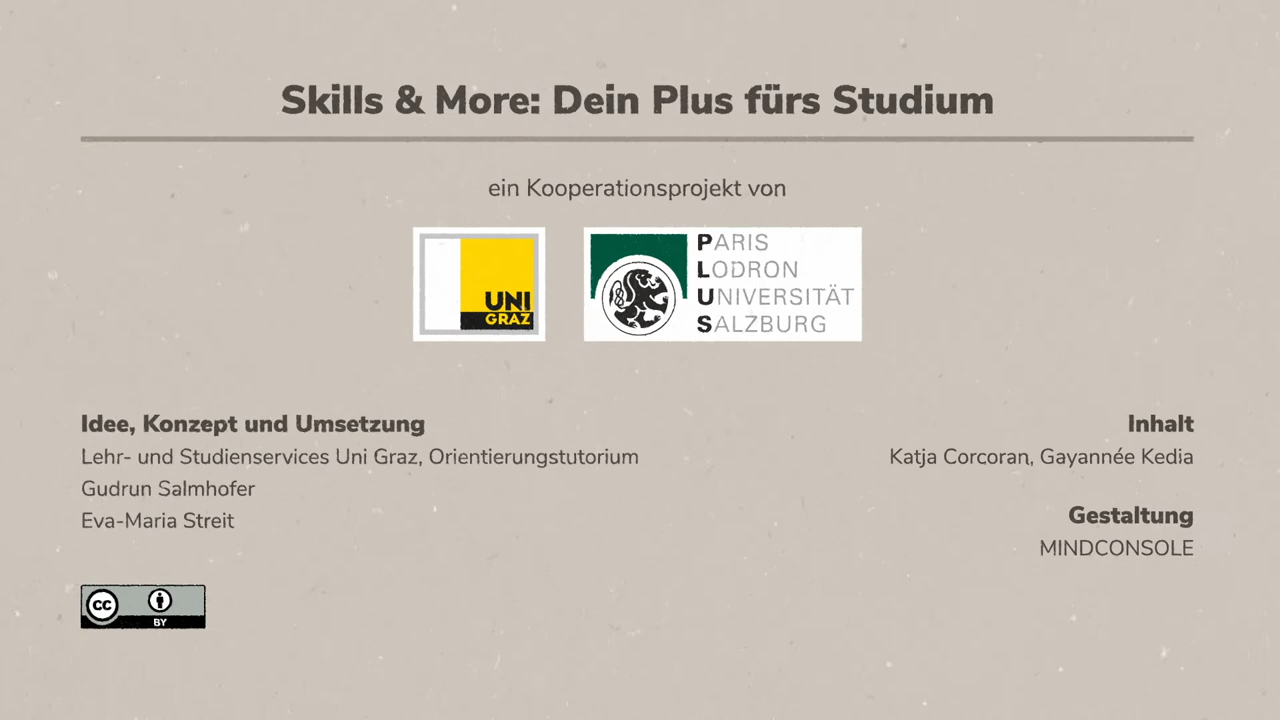 Skills & More: Dein Plus fürs Studium
ein Kooperationsprojekt von
UNI
GRAZ
PARIS
LODRON
UNIVERSITÄT
SALZBURG
Idee, Konzept und Umsetzung
Lehr- und Studienservices Uni Graz, Orientierungstutorium
Gudrun Salmhofer
Eva-Maria Streit
Inhalt
Katja Corcoran, Gayannée Kedia
Gestaltung
MINDCONSOLE
CC
BY